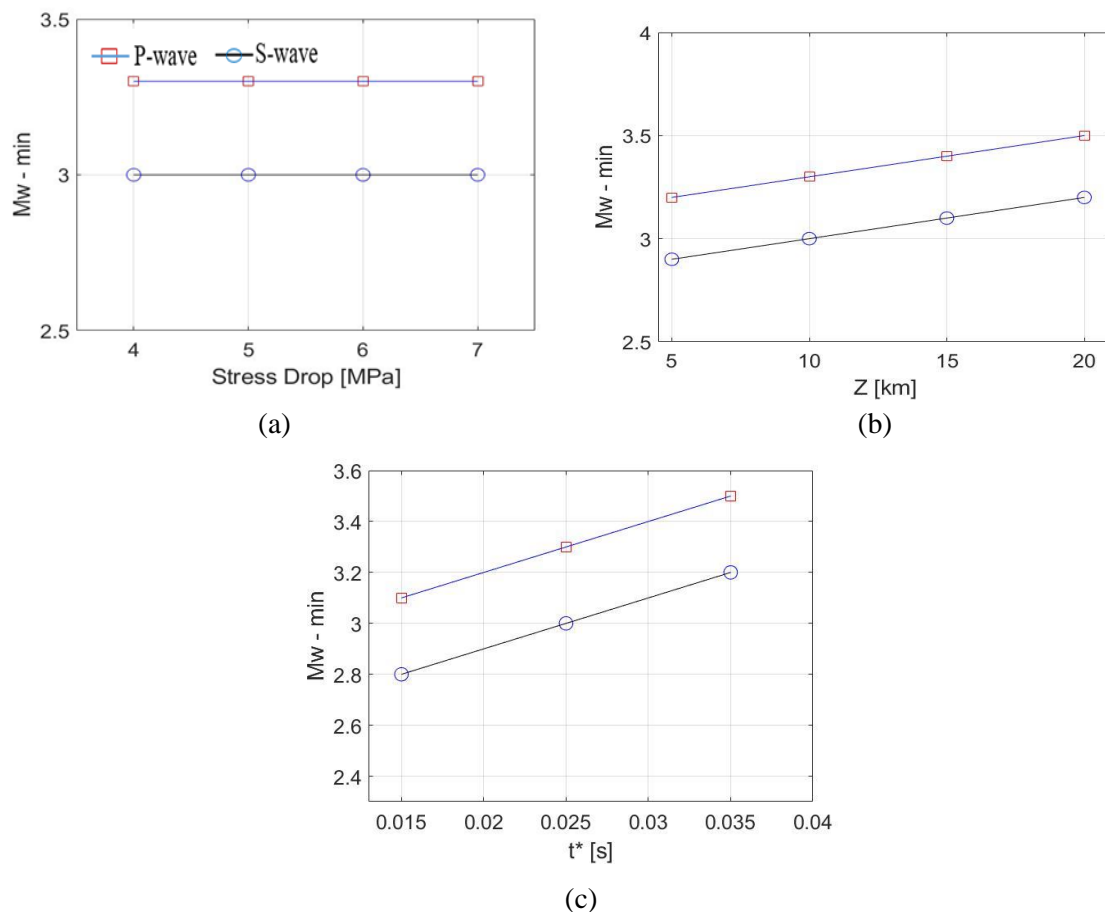 3.5
P-wave S-wave
3
2.5
Mw - min
4 5 6 7
Stress Drop [MPa]
(a)
4
3.5
3
2.5
Mw - min
5 10 15 20
Z [km]
(b)
3.6
3.4
3.2
3
2.8
2.6
2.4
Mw - min
0.015 0.02 0.025 0.03 0.035 0.04
t* [s]
(c)